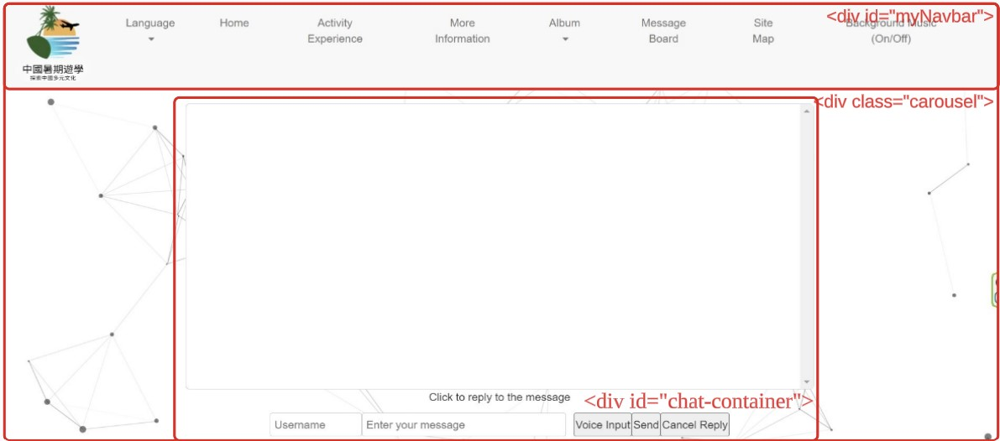 <div id="myNavbar">
Language
Home
Activity
Experience
More
Information
Album
Message
Board
Site
Map
Background Music
(On/Off)
中國暑期遊學
探索中國多元文化
<div class="carousel">
Click to reply to the message
<div id="chat-container">
Username
Enter your message
Voice Input
Send
Cancel Reply